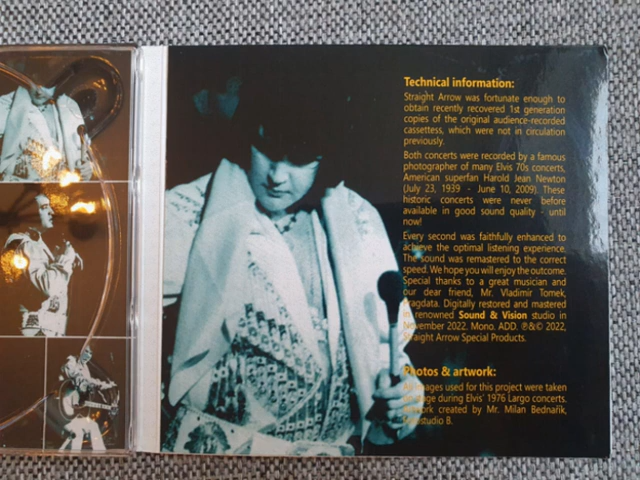 Technical information:
Straight Arrow was fortunate enough to
obtain recently recovered 1st generation
copies of the original audience-recorded
cassettess, which were not in circulation
previously.
Both concerts were recorded by a famous
photographer of many Elvis 70s concerts,
American superfan Harold Jean Newton
(July 23, 1939 - June 10, 2009). These
historic concerts were never before
available in good sound quality - until
now!
Every second was faithfully enhanced to
achieve the optimal listening experience.
The sound was remastered to the correct
speed. We hope you will enjoy the outcome.
Special thanks to a great musician and
our dear friend, Mr. Vladimir Tomek,
Dragdata. Digitally restored and mastered
in renowned Sound & Vision studio in
November 2022. Mono. ADD. ℗&© 2022,
Straight Arrow Special Products.
Photos & artwork:
All images used for this project were taken
on stage during Elvis' 1976 Largo concerts.
Artwork created by Mr. Milan Bednařík,
B.